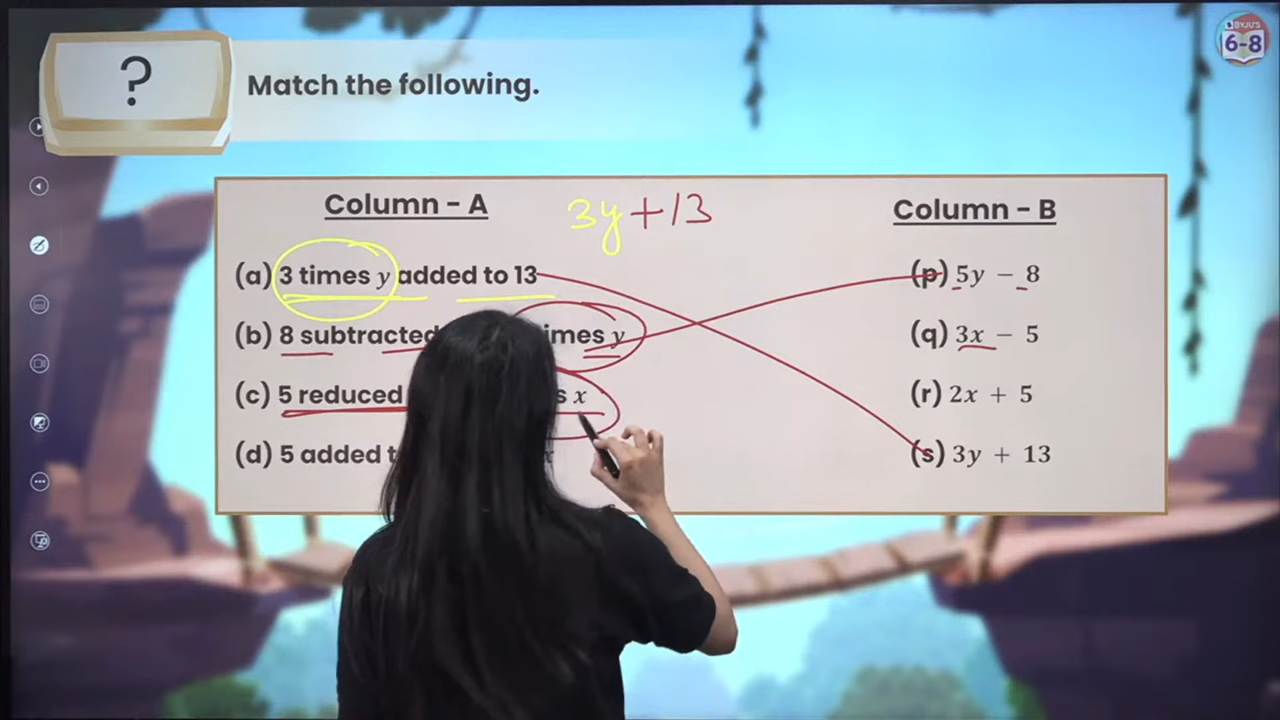 BYJU'S
6-8
?
Match the following.
Column - A
3y+13
Column - B
(a) 3 times y added to 13
(p) 5y - 8
(b) 8 subtracted times y
(q) 3x - 5
(c) 5 reduced x
(r) 2x + 5
(d) 5 added x
(s) 3y + 13